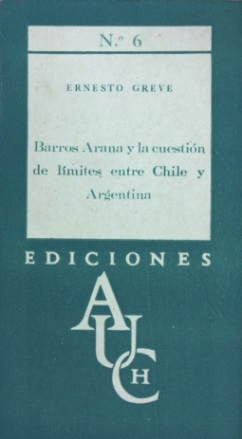 N.º 6
ERNESTO GREVE
Barros Arana y la cuestión
de límites entre Chile y
Argentina
EDICIONES
AUCH